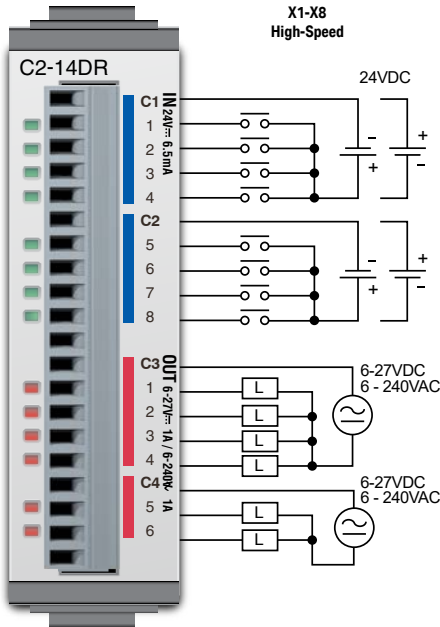 X1-X8
High-Speed
C2-14DR
24VDC
C1
IN 24V⎓ 6.5mA
1
2
3
4
C2
5
6
7
8
- +
+ -
- +
+ -
C3
OUT 6-27V⎓ 1A / 6-240V~ 1A
1
2
3
4
C4
5
6
L
L
L
L
L
L
6-27VDC
6 - 240VAC
6-27VDC
6 - 240VAC